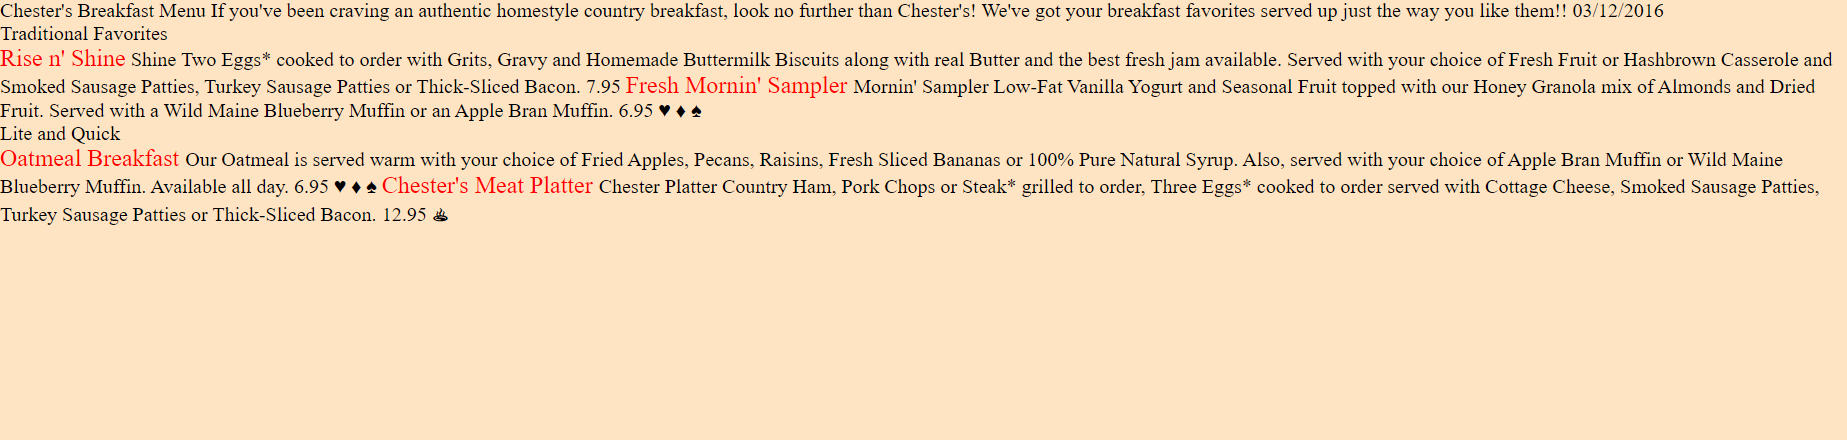 Chester's Breakfast Menu If you've been craving an authentic homestyle country breakfast, look no further than Chester's! We've got your breakfast favorites served up just the way you like them!! 03/12/2016
Traditional Favorites
Rise n' Shine Shine Two Eggs* cooked to order with Grits, Gravy and Homemade Buttermilk Biscuits along with real Butter and the best fresh jam available. Served with your choice of Fresh Fruit or Hashbrown Casserole and
Smoked Sausage Patties, Turkey Sausage Patties or Thick-Sliced Bacon. 7.95 Fresh Mornin' Sampler Mornin' Sampler Low-Fat Vanilla Yogurt and Seasonal Fruit topped with our Honey Granola mix of Almonds and Dried
Fruit. Served with a Wild Maine Blueberry Muffin or an Apple Bran Muffin. 6.95 ♥ ♦ ♠
Lite and Quick
Oatmeal Breakfast Our Oatmeal is served warm with your choice of Fried Apples, Pecans, Raisins, Fresh Sliced Bananas or 100% Pure Natural Syrup. Also, served with your choice of Apple Bran Muffin or Wild Maine
Blueberry Muffin. Available all day. 6.95 ♥ ♦ ♠ Chester's Meat Platter Chester Platter Country Ham, Pork Chops or Steak* grilled to order, Three Eggs* cooked to order served with Cottage Cheese, Smoked Sausage Patties,
Turkey Sausage Patties or Thick-Sliced Bacon. 12.95 ♨